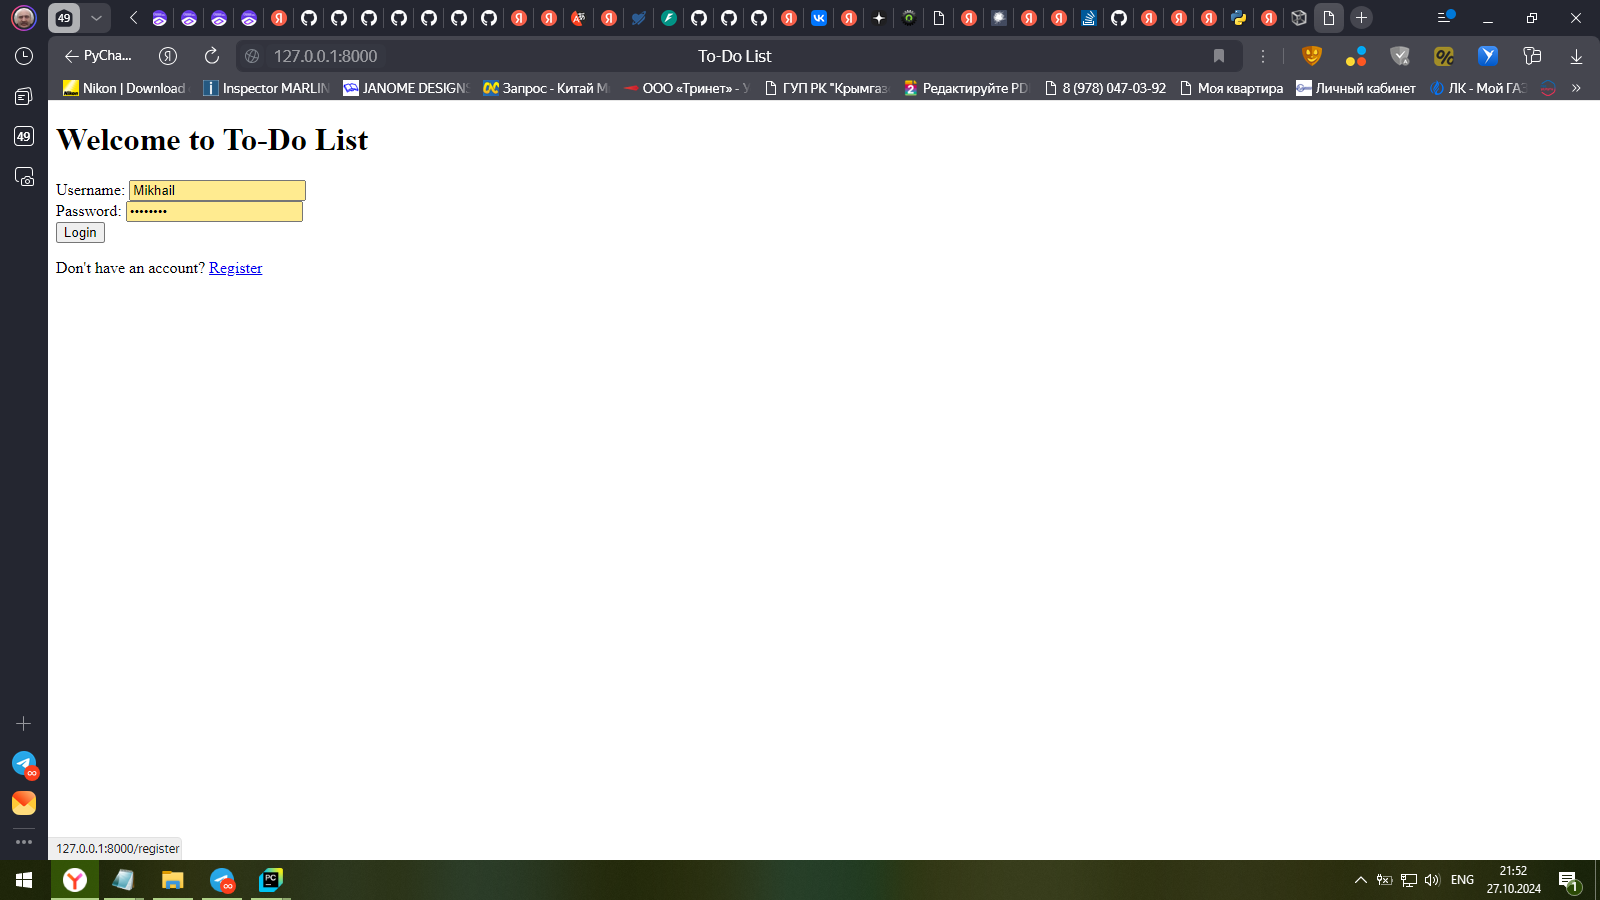 49
PyCha...
127.0.0.1:8000
To-Do List
Nikon | Download
Inspector MARLIN
JANOME DESIGNS
Запрос - Китай М
ООО «Тринет» - У
ГУП РК "Крымгаз
Редактируйте PD
8 (978) 047-03-92
Моя квартира
Личный кабинет
ЛК - Мой ГАЗ
»
49
Welcome to To-Do List
Username: Mikhail
Password: ••••••••
Login
Don't have an account? Register
127.0.0.1:8000/register
ENG
21:52
27.10.2024
1